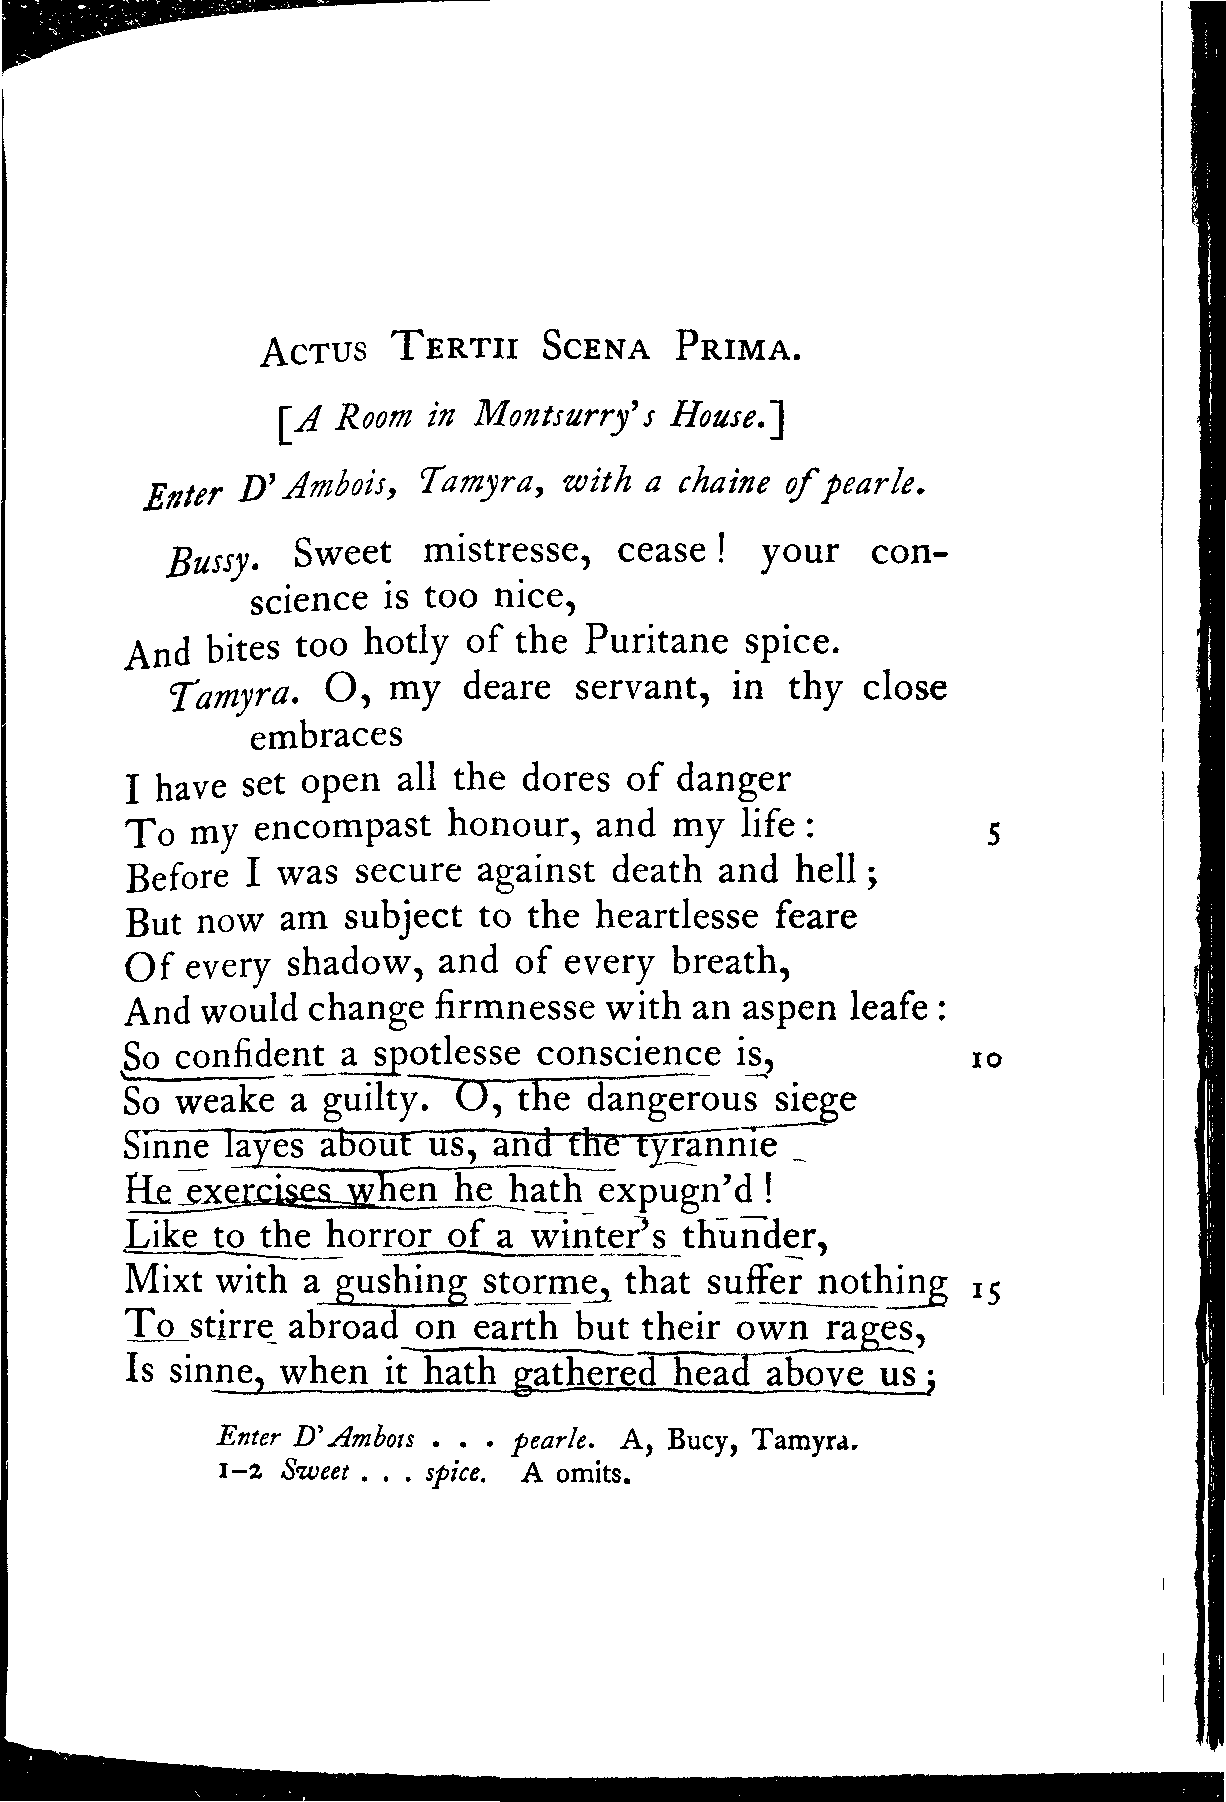 ACTUS TERTII SCENA PRIMA.
[A Room in Montsurry's House.]
Enter D'Ambois, Tamyra, with a chaine of pearle.
Bussy. Sweet mistresse, cease! your con-
science is too nice,
And bites too hotly of the Puritane spice.
Tamyra. O, my deare servant, in thy close
embraces
I have set open all the dores of danger
To my encompast honour, and my life: 5
Before I was secure against death and hell;
But now am subject to the heartlesse feare
Of every shadow, and of every breath,
And would change firmnesse with an aspen leafe:
So confident a spotlesse conscience is, 10
So weake a guilty. O, the dangerous siege
Sinne layes about us, and the tyrannie
He exercises when he hath expugn'd!
Like to the horror of a winter's thunder,
Mixt with a gushing storme, that suffer nothing 15
To stirre abroad on earth but their own rages,
Is sinne, when it hath gathered head above us;
Enter D'Ambois . . . pearle. A, Bucy, Tamyra.
1-2 Sweet . . . spice. A omits.